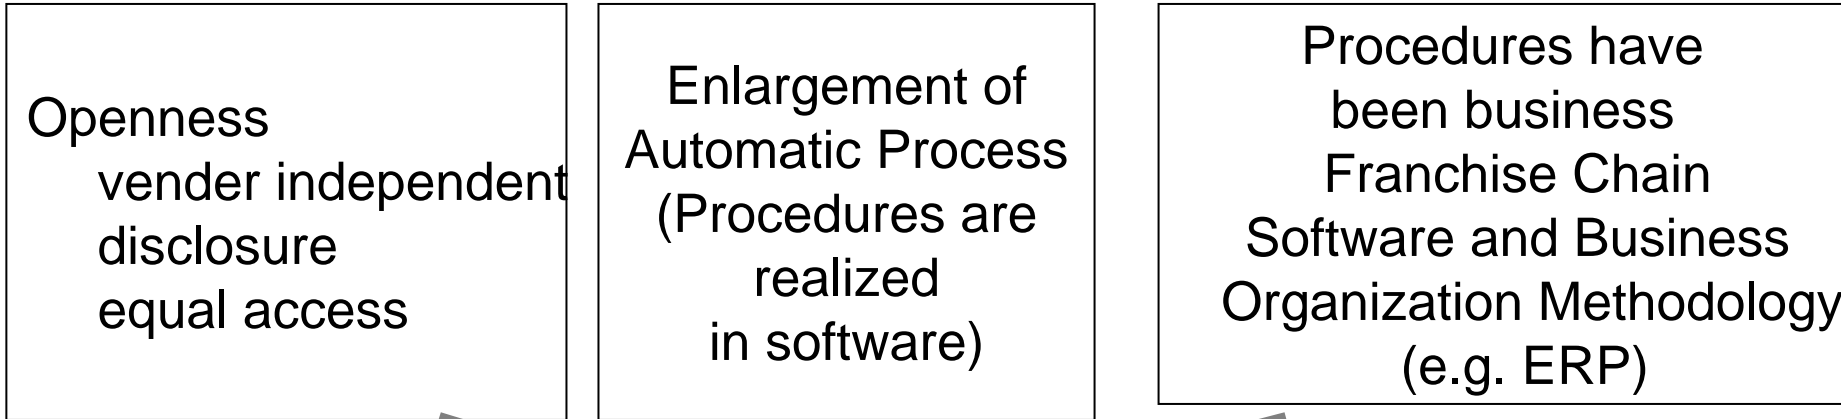 Openness
vender independent
disclosure
equal access
Enlargement of
Automatic Process
(Procedures are
realized
in software)
Procedures have
been business
Franchise Chain
Software and Business
Organization Methodology
(e.g. ERP)